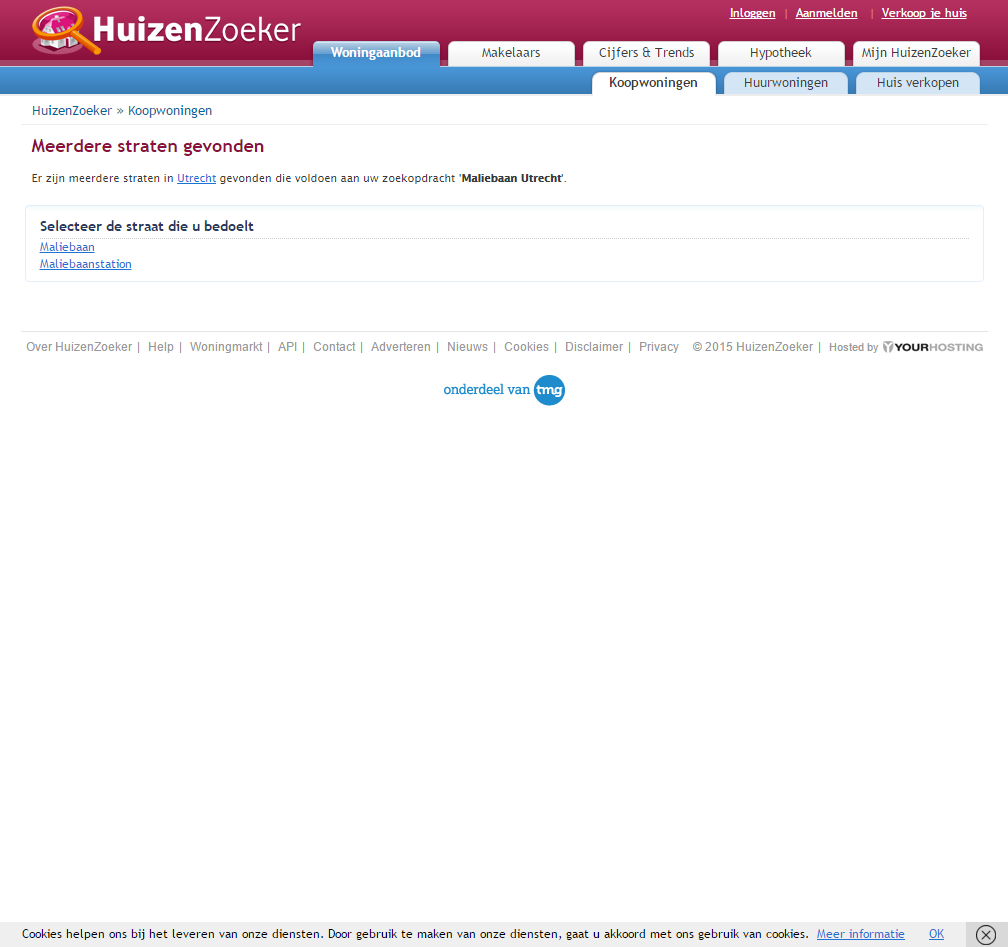 HuizenZoeker
Inloggen | Aanmelden | Verkoop je huis
Woningaanbod Makelaars Cijfers & Trends Hypotheek Mijn HuizenZoeker
Koopwoningen Huurwoningen Huis verkopen
HuizenZoeker » Koopwoningen
Meerdere straten gevonden
Er zijn meerdere straten in Utrecht gevonden die voldoen aan uw zoekopdracht 'Maliebaan Utrecht'.
Selecteer de straat die u bedoelt
Maliebaan
Maliebaanstation
Over HuizenZoeker | Help | Woningmarkt | API | Contact | Adverteren | Nieuws | Cookies | Disclaimer | Privacy © 2015 HuizenZoeker | Hosted by YOURHOSTING
onderdeel van tmg
Cookies helpen ons bij het leveren van onze diensten. Door gebruik te maken van onze diensten, gaat u akkoord met ons gebruik van cookies. Meer informatie OK